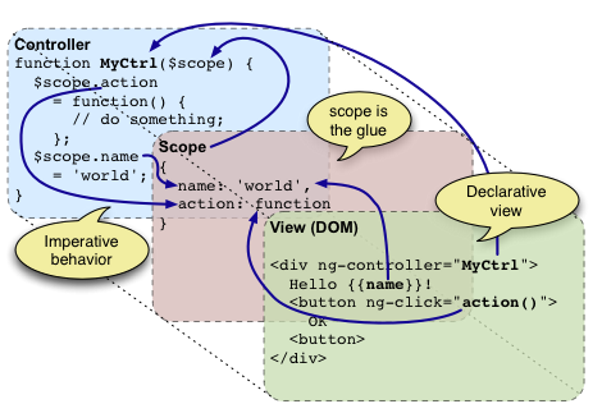 Controller
function MyCtrl($scope) {
$scope.action
= function() {
// do something;
};
$scope.name
= 'world';
}
Imperative
behavior
scope is
the glue
Scope
{
name: 'world',
action: function
}
Declarative
view
View (DOM)
<div ng-controller="MyCtrl">
Hello {{name}}!
<button ng-click="action()">
OK
<button>
</div>